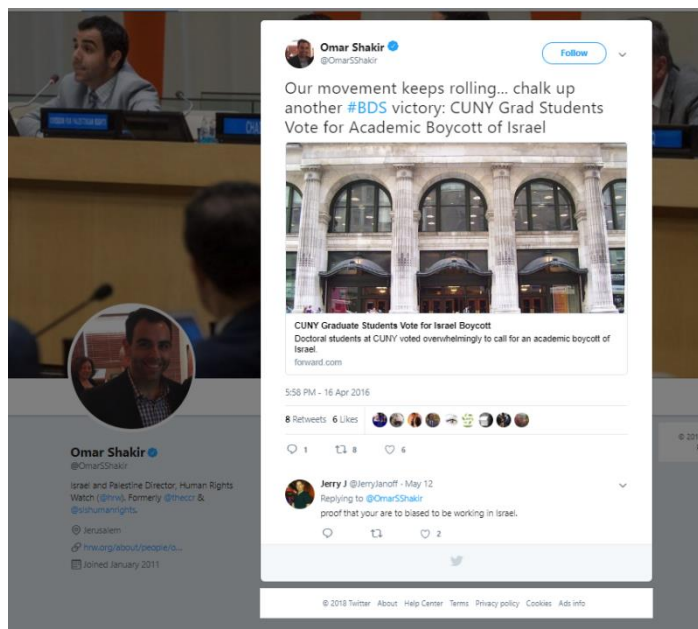 Omar Shakir
@OmarSShakir
Follow
Our movement keeps rolling... chalk up
another #BDS victory: CUNY Grad Students
Vote for Academic Boycott of Israel
CUNY Graduate Students Vote for Israel Boycott
Doctoral students at CUNY voted overwhelmingly to call for an academic boycott of
Israel.
forward.com
5:58 PM - 16 Apr 2016
8 Retweets 6 Likes
1 8 6
Jerry J @JerryJanoff - May 12
Replying to @OmarSShakir
proof that your are to biased to be working in Israel.
2
© 2018 Twitter About Help Center Terms Privacy policy Cookies Ads info
Omar Shakir
@OmarSShakir
Israel and Palestine Director, Human Rights
Watch (@hrw). Formerly @theccr &
@slshumanrights.
Jerusalem
hrw.org/about/people/o...
Joined January 2011
© 201